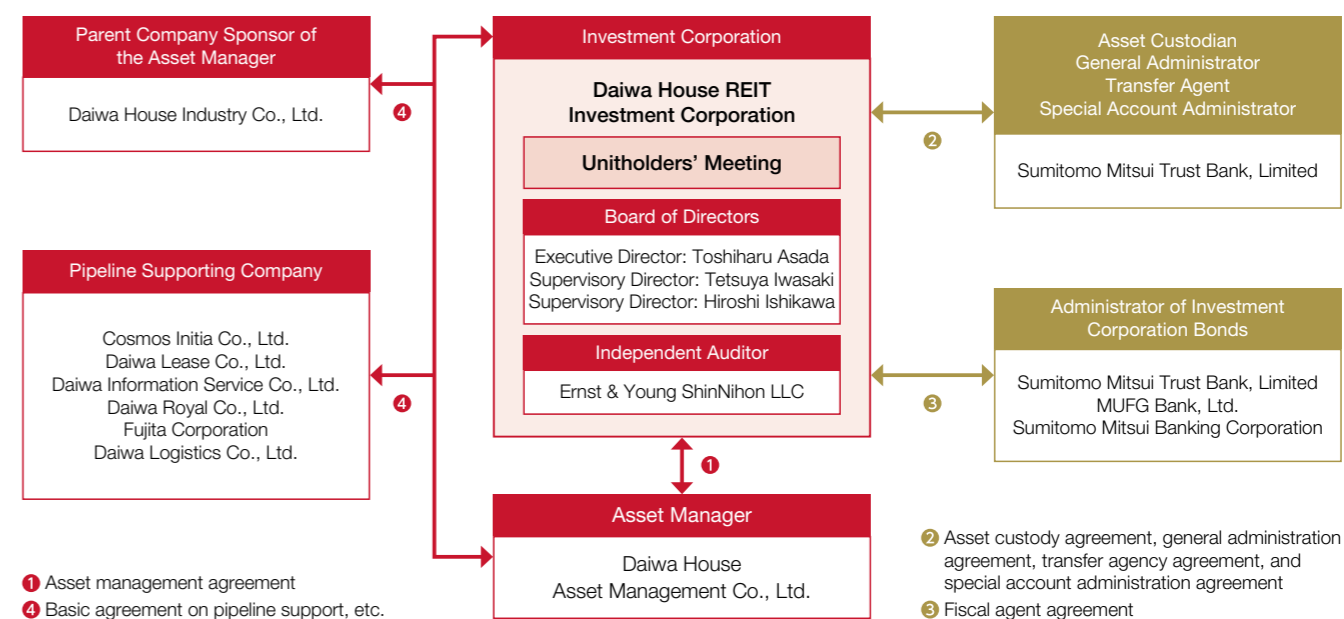 Parent Company Sponsor of
the Asset Manager
Daiwa House Industry Co., Ltd.
4
Pipeline Supporting Company
Cosmos Initia Co., Ltd.
Daiwa Lease Co., Ltd.
Daiwa Information Service Co., Ltd.
Daiwa Royal Co., Ltd.
Fujita Corporation
Daiwa Logistics Co., Ltd.
4
Investment Corporation
Daiwa House REIT
Investment Corporation
Unitholders' Meeting
Board of Directors
Executive Director: Toshiharu Asada
Supervisory Director: Tetsuya Iwasaki
Supervisory Director: Hiroshi Ishikawa
Independent Auditor
Ernst & Young ShinNihon LLC
1
Asset Manager
Daiwa House
Asset Management Co., Ltd.
2
Asset Custodian
General Administrator
Transfer Agent
Special Account Administrator
Sumitomo Mitsui Trust Bank, Limited
3
Administrator of Investment
Corporation Bonds
Sumitomo Mitsui Trust Bank, Limited
MUFG Bank, Ltd.
Sumitomo Mitsui Banking Corporation
1 Asset management agreement
4 Basic agreement on pipeline support, etc.
2 Asset custody agreement, general administration
agreement, transfer agency agreement, and
special account administration agreement
3 Fiscal agent agreement